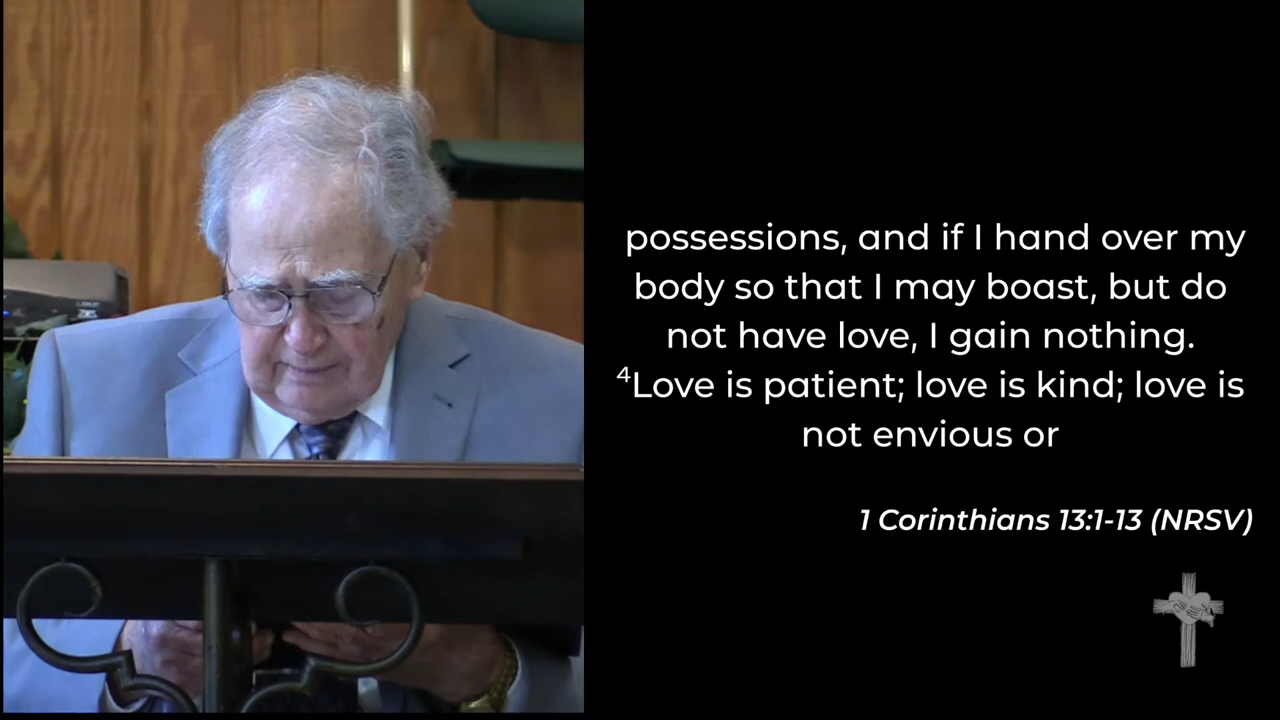 possessions, and if I hand over my
body so that I may boast, but do
not have love, I gain nothing.
⁴Love is patient; love is kind; love is
not envious or
1 Corinthians 13:1-13 (NRSV)